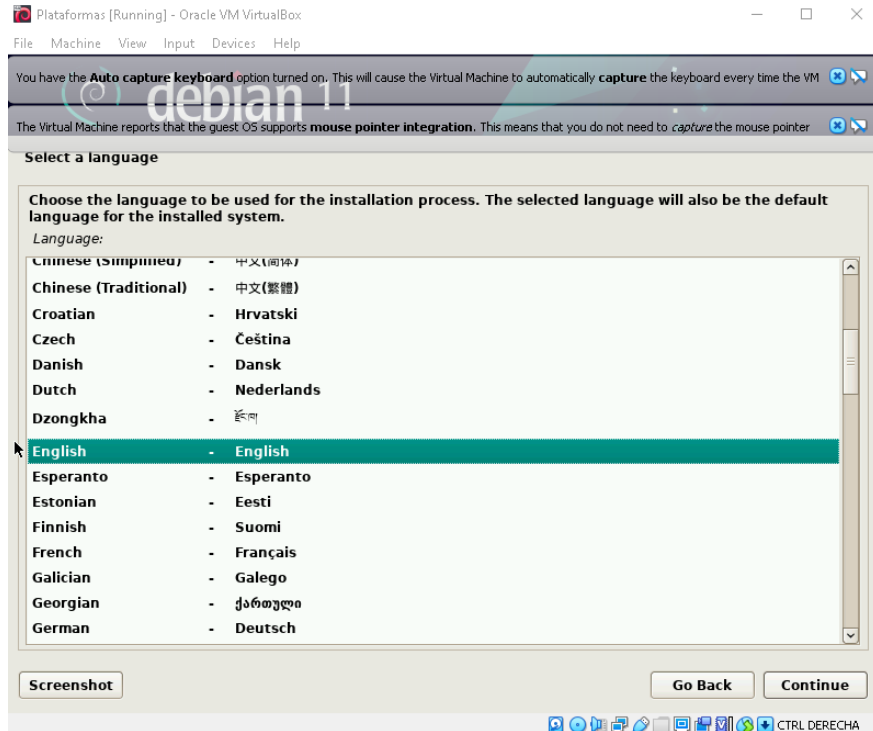 Plataformas [Running] - Oracle VM VirtualBox
File Machine View Input Devices Help
You have the Auto capture keyboard option turned on. This will cause the Virtual Machine to automatically capture the keyboard every time the VM
debian 11
The Virtual Machine reports that the guest OS supports mouse pointer integration. This means that you do not need to capture the mouse pointer
Select a language
Choose the language to be used for the installation process. The selected language will also be the default
language for the installed system.
Language:
Chinese (Simplified) - 中文(简体)
Chinese (Traditional) - 中文(繁體)
Croatian - Hrvatski
Czech - Čeština
Danish - Dansk
Dutch - Nederlands
Dzongkha - རྫོང་ཁ།
English - English
Esperanto - Esperanto
Estonian - Eesti
Finnish - Suomi
French - Français
Galician - Galego
Georgian - ქართული
German - Deutsch
Screenshot Go Back Continue
CTRL DERECHA